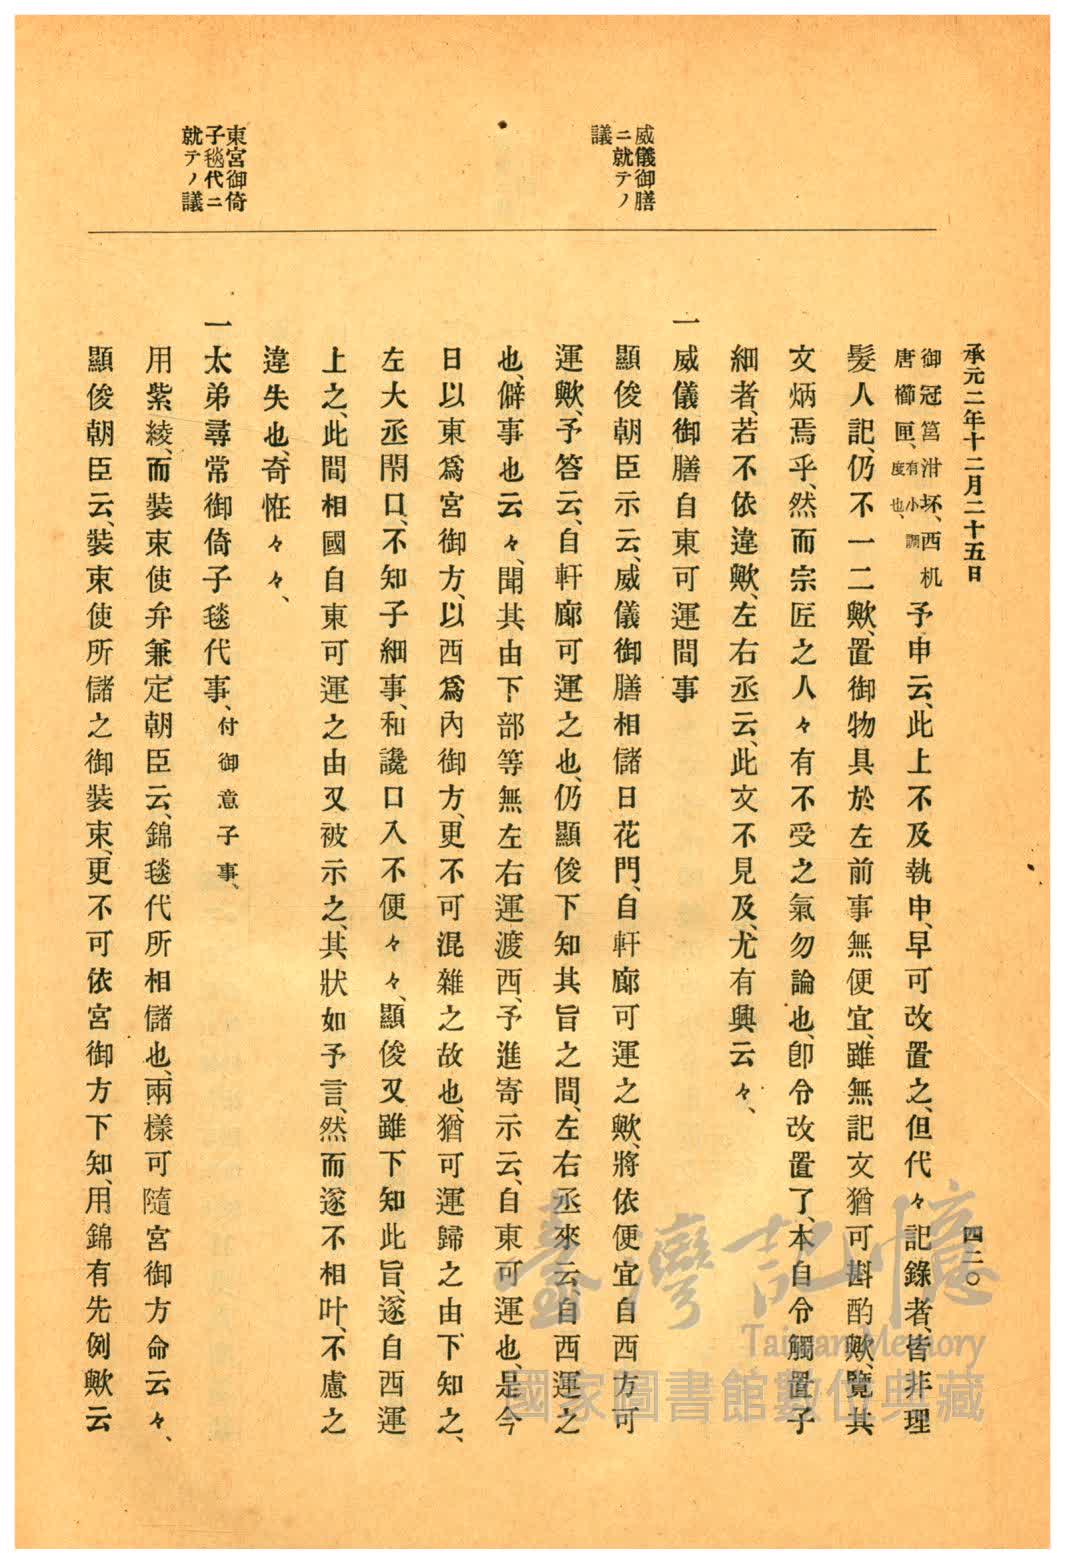 承元二年十二月二十五日
四二〇
威儀御膳
ニ就テノ
議
東宮御倚
子毯代ニ
就テノ議
御冠筥泔坏、西机
唐櫛匣、有小調度也、
予申云、此上不及執申、早可改置之、但代々記錄者、皆非理
髮人記、仍不一二歟、置御物具於左前事無便宜、雖無記文猶可斟酌歟、覽其
文炳焉乎、然而宗匠之人々有不受之氣勿論也、卽令改置了、本自令觸置子
細者、若不依違歟、左右丞云、此文不見及、尤有興云々、
一威儀御膳自東可運間事
顯俊朝臣示云、威儀御膳相儲日花門、自軒廊可運之歟、將依便宜自西方可
運歟、予答云、自軒廊可運之也、仍顯俊下知其旨之間、左右丞來云、自西運之
也、僻事也云々、聞其由下部等無左右運渡西、予進寄示云、自東可運也、是今
日以東爲宮御方、以西爲內御方、更不可混雜之故也、猶可運歸之由下知之、
左大丞閇口、不知子細事、和讒口入不便々々、顯俊又雖下知此旨、遂自西運
上之、此間相國自東可運之由又被示之、其狀如予言、然而遂不相叶、不慮之
違失也、奇恠々々、
一太弟尋常御倚子毯代事、付御意子事、
用紫綾、而裝束使弁兼定朝臣云、錦毯代所相儲也、兩樣可隨宮御方命云々、
顯俊朝臣云、裝束使所儲之御裝束、更不可依宮御方下知、用錦有先例歟云
臺灣記憶
Taiwan Memory
國家圖書館數位典藏